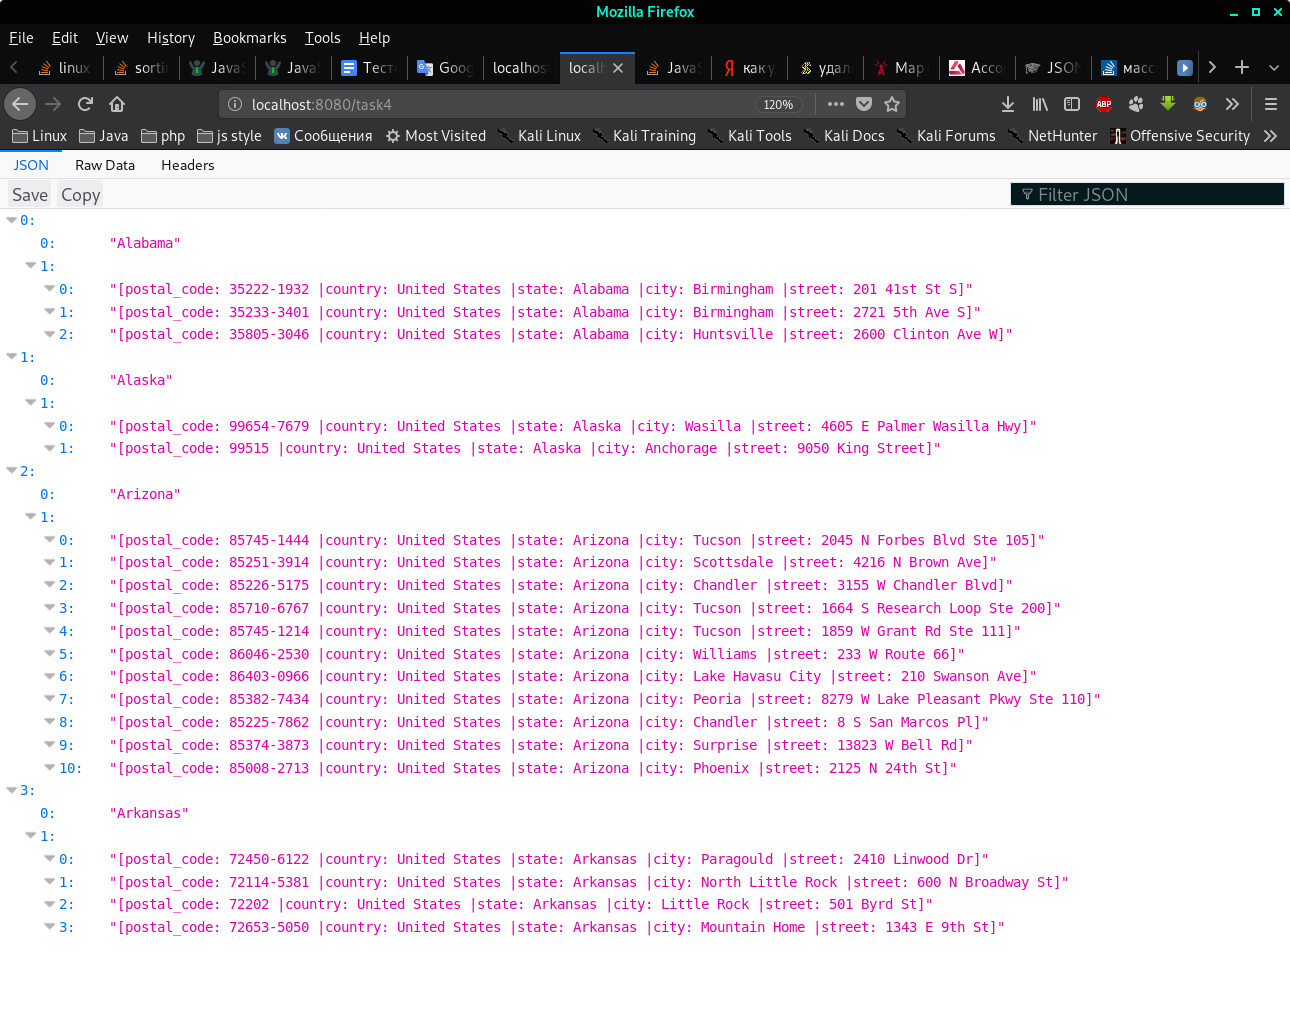 Mozilla Firefox
File Edit View History Bookmarks Tools Help
linux sortin JavaS JavaS Тест Goog localhos localh JavaS как у удал Map Acco JSON масс
localhost:8080/task4 120%
Linux Java php js style Сообщения Most Visited Kali Linux Kali Training Kali Tools Kali Docs Kali Forums NetHunter Offensive Security
JSON Raw Data Headers
Save Copy Filter JSON
0:
0: "Alabama"
1:
0: "[postal_code: 35222-1932 |country: United States |state: Alabama |city: Birmingham |street: 201 41st St S]"
1: "[postal_code: 35233-3401 |country: United States |state: Alabama |city: Birmingham |street: 2721 5th Ave S]"
2: "[postal_code: 35805-3046 |country: United States |state: Alabama |city: Huntsville |street: 2600 Clinton Ave W]"
1:
0: "Alaska"
1:
0: "[postal_code: 99654-7679 |country: United States |state: Alaska |city: Wasilla |street: 4605 E Palmer Wasilla Hwy]"
1: "[postal_code: 99515 |country: United States |state: Alaska |city: Anchorage |street: 9050 King Street]"
2:
0: "Arizona"
1:
0: "[postal_code: 85745-1444 |country: United States |state: Arizona |city: Tucson |street: 2045 N Forbes Blvd Ste 105]"
1: "[postal_code: 85251-3914 |country: United States |state: Arizona |city: Scottsdale |street: 4216 N Brown Ave]"
2: "[postal_code: 85226-5175 |country: United States |state: Arizona |city: Chandler |street: 3155 W Chandler Blvd]"
3: "[postal_code: 85710-6767 |country: United States |state: Arizona |city: Tucson |street: 1664 S Research Loop Ste 200]"
4: "[postal_code: 85745-1214 |country: United States |state: Arizona |city: Tucson |street: 1859 W Grant Rd Ste 111]"
5: "[postal_code: 86046-2530 |country: United States |state: Arizona |city: Williams |street: 233 W Route 66]"
6: "[postal_code: 86403-0966 |country: United States |state: Arizona |city: Lake Havasu City |street: 210 Swanson Ave]"
7: "[postal_code: 85382-7434 |country: United States |state: Arizona |city: Peoria |street: 8279 W Lake Pleasant Pkwy Ste 110]"
8: "[postal_code: 85225-7862 |country: United States |state: Arizona |city: Chandler |street: 8 S San Marcos Pl]"
9: "[postal_code: 85374-3873 |country: United States |state: Arizona |city: Surprise |street: 13823 W Bell Rd]"
10: "[postal_code: 85008-2713 |country: United States |state: Arizona |city: Phoenix |street: 2125 N 24th St]"
3:
0: "Arkansas"
1:
0: "[postal_code: 72450-6122 |country: United States |state: Arkansas |city: Paragould |street: 2410 Linwood Dr]"
1: "[postal_code: 72114-5381 |country: United States |state: Arkansas |city: North Little Rock |street: 600 N Broadway St]"
2: "[postal_code: 72202 |country: United States |state: Arkansas |city: Little Rock |street: 501 Byrd St]"
3: "[postal_code: 72653-5050 |country: United States |state: Arkansas |city: Mountain Home |street: 1343 E 9th St]"